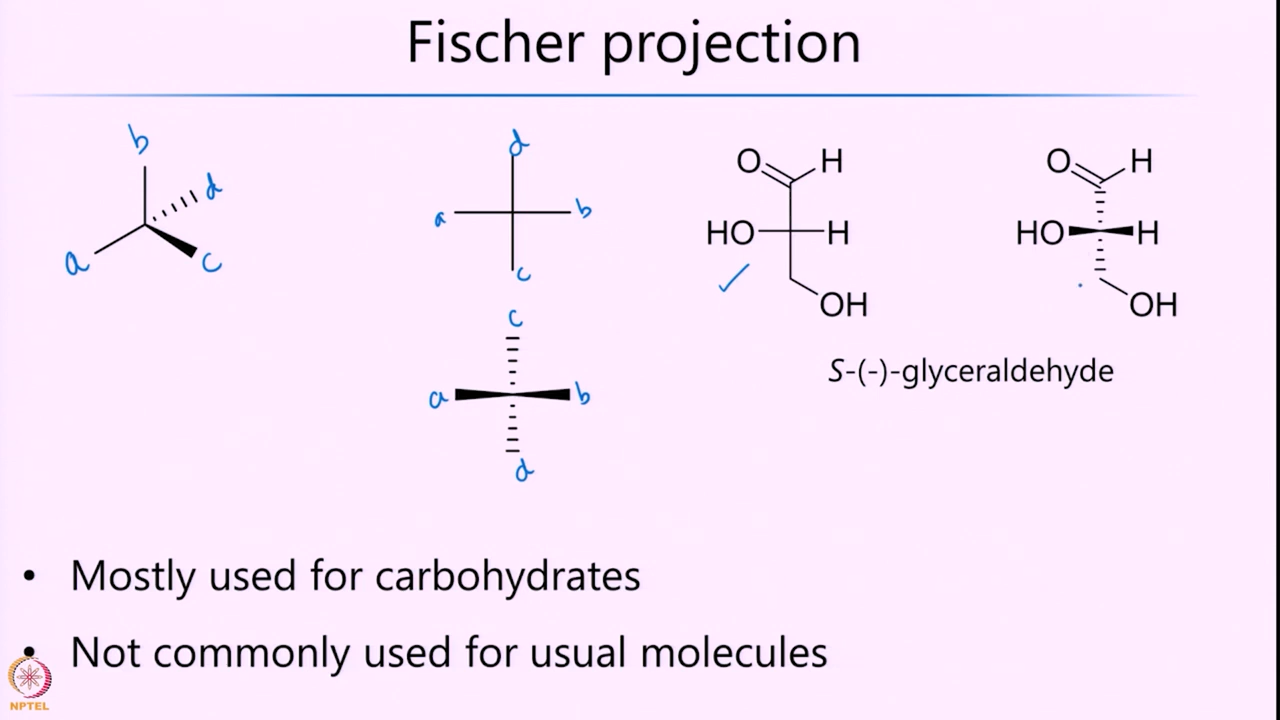 Fischer projection
b
d
a
c
d
a b
c
c
a b
d
O H
HO H
OH
O H
HO H
OH
S-(-)-glyceraldehyde
• Mostly used for carbohydrates
• Not commonly used for usual molecules
NPTEL